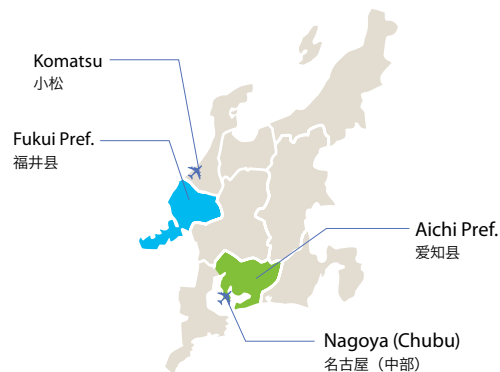 Komatsu
小松
Fukui Pref.
福井县
Aichi Pref.
爱知县
Nagoya (Chubu)
名古屋（中部）